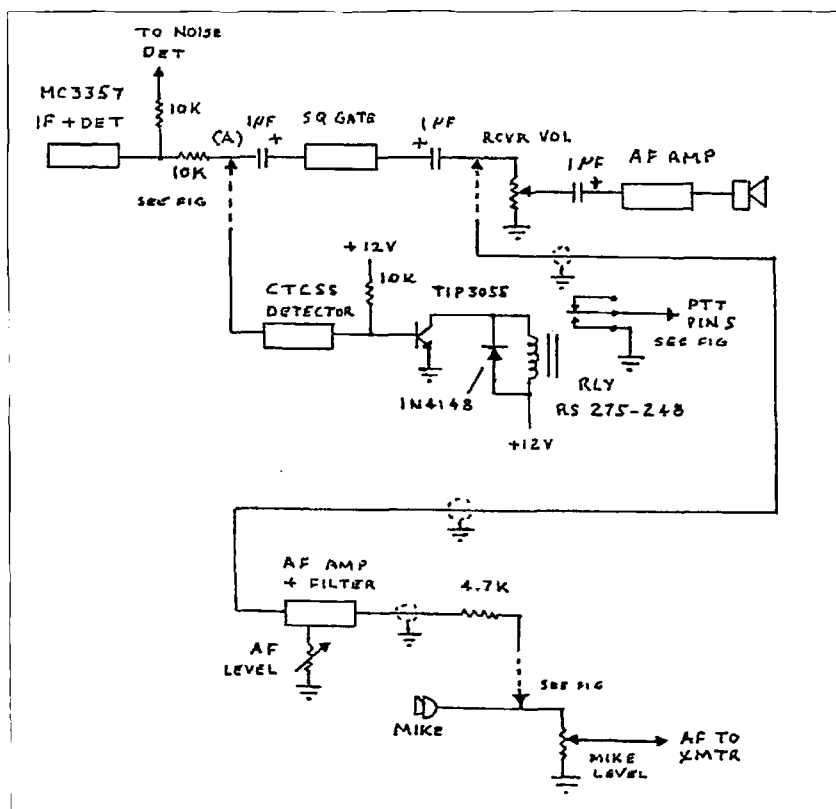 TO NOISE
DET
MC3357
IF + DET
10K
(A)
1µF
+
SQ GATE
1µF
+
RCVR VOL
1µF
+
AF AMP
10K
SEE FIG
+12V
10K
CTCSS
DETECTOR
TIP3055
PTT
PIN 5
SEE FIG
1N4148
RLY
RS 275-248
+12V
AF AMP
+ FILTER
4.7K
AF
LEVEL
SEE FIG
MIKE
MIKE
LEVEL
AF TO
XMTR